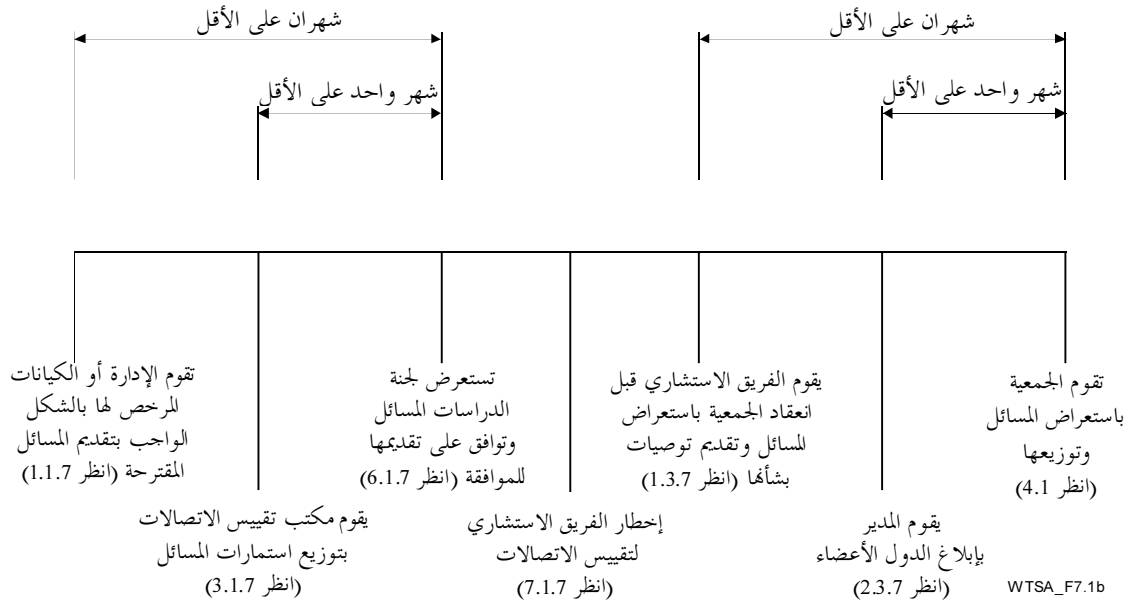 شهران على الأقل
شهران على الأقل
شهر واحد على الأقل
شهر واحد على الأقل
تقوم الإدارة أو الكيانات
المرخص لها بالشكل
الواجب بتقديم المسائل
المقترحة (انظر 1.1.7)
يقوم مكتب تقييس الاتصالات
بتوزيع استمارات المسائل
(انظر 3.1.7)
تستعرض لجنة
الدراسات المسائل
وتوافق على تقديمها
للموافقة (انظر 6.1.7)
إخطار الفريق الاستشاري
لتقييس الاتصالات
(انظر 7.1.7)
يقوم الفريق الاستشاري قبل
انعقاد الجمعية باستعراض
المسائل وتقديم توصيات
بشأنها (انظر 1.3.7)
يقوم المدير
بإبلاغ الدول الأعضاء
(انظر 2.3.7)
تقوم الجمعية
باستعراض المسائل
وتوزيعها
(انظر 4.1)
WTSA_F7.1b